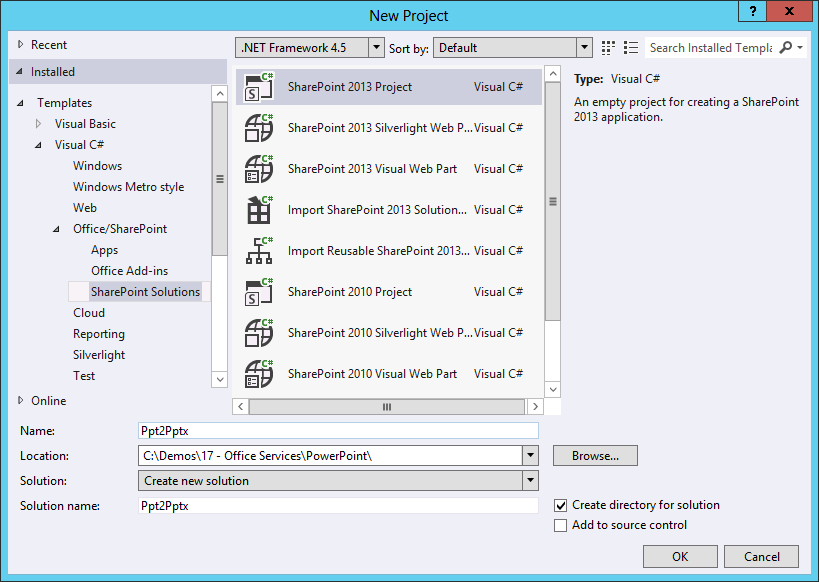 New Project
?
x
Recent
Installed
Templates
Visual Basic
Visual C#
Windows
Windows Metro style
Web
Office/SharePoint
Apps
Office Add-ins
SharePoint Solutions
Cloud
Reporting
Silverlight
Test
Online
.NET Framework 4.5 Sort by: Default
Search Installed Templa
C# SharePoint 2013 Project Visual C#
C# SharePoint 2013 Silverlight Web P... Visual C#
C# SharePoint 2013 Visual Web Part Visual C#
C# Import SharePoint 2013 Solution... Visual C#
C# Import Reusable SharePoint 2013... Visual C#
C# SharePoint 2010 Project Visual C#
C# SharePoint 2010 Silverlight Web P... Visual C#
C# SharePoint 2010 Visual Web Part Visual C#
Type: Visual C#
An empty project for creating a SharePoint
2013 application.
Name: Ppt2Pptx
Location: C:\Demos\17 - Office Services\PowerPoint\ Browse...
Solution: Create new solution
Solution name: Ppt2Pptx
Create directory for solution
Add to source control
OK Cancel